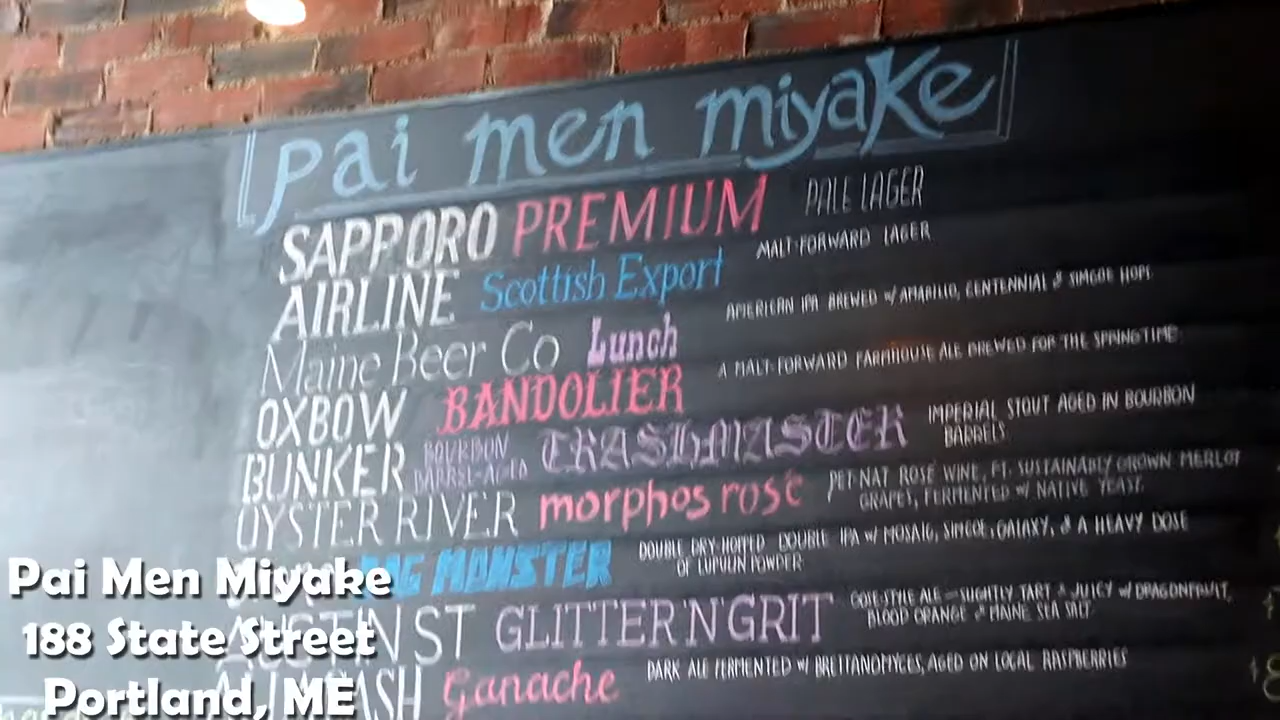 pai men miyake
SAPPORO PREMIUM PALE LAGER
AIRLINE Scottish Export MALT-FORWARD LAGER
Maine Beer Co Lunch AMERICAN IPA BREWED w/ AMARILLO, CENTENNIAL & SIMCOE HOPS
OXBOW BANDOLIER A MALT-FORWARD FARMHOUSE ALE BREWED FOR THE SPRINGTIME
BUNKER BOURBON BARREL-AGED TRASHMASTER IMPERIAL STOUT AGED IN BOURBON
BARRELS
OYSTER RIVER morphos rosé PET-NAT ROSÉ WINE, FT. SUSTAINABLY GROWN MERLOT
GRAPES, FERMENTED w/ NATIVE YEAST.
MONSTER DOUBLE DRY-HOPPED DOUBLE IPA w/ MOSAIC, SIMCOE, GALAXY, & A HEAVY DOSE
OF LUPULIN POWDER
AUSTIN ST GLITTER'N'GRIT GOSE-STYLE ALE — SLIGHTLY TART & JUICY w/ DRAGONFRUIT,
BLOOD ORANGE & MAINE SEA SALT
ALLAGASH Ganache DARK ALE FERMENTED w/ BRETTANOMYCES, AGED ON LOCAL RASPBERRIES
Pai Men Miyake
188 State Street
Portland, ME